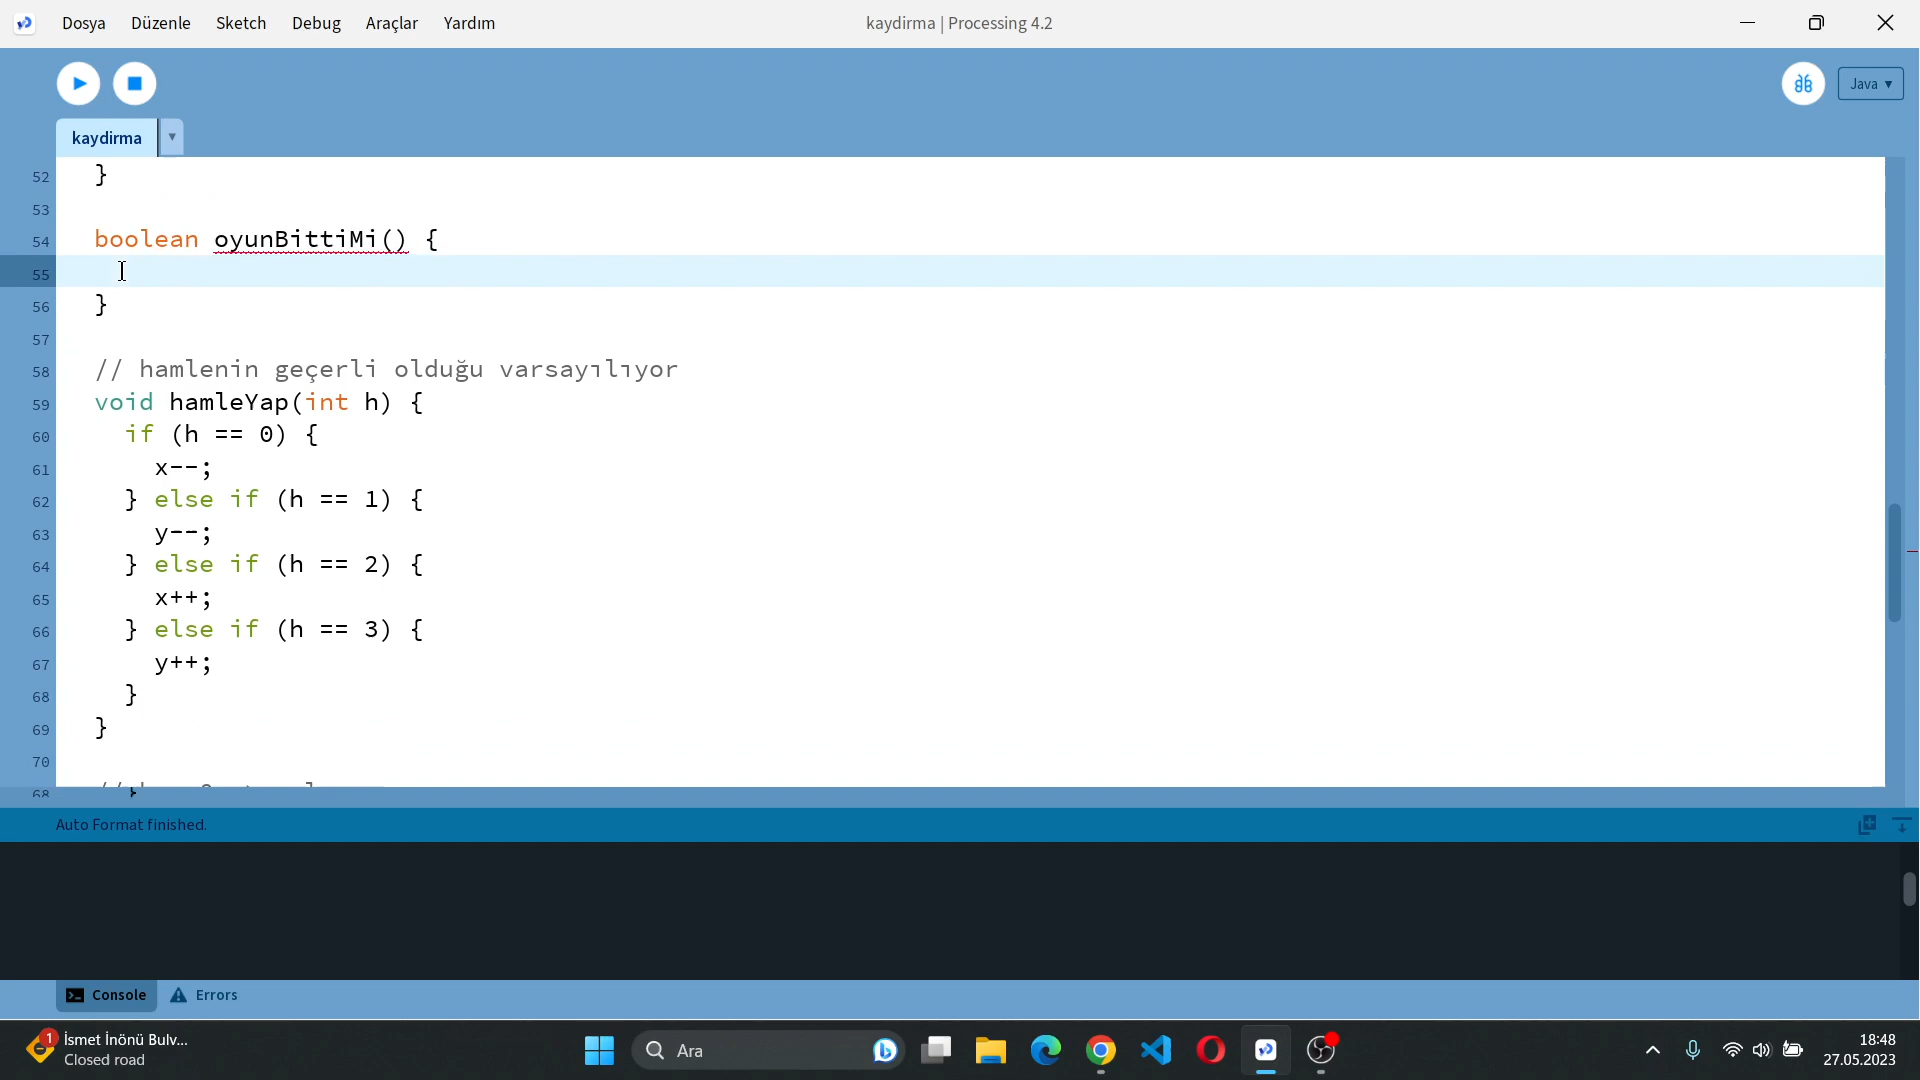 Dosya Düzenle Sketch Debug Araçlar Yardım kaydirma | Processing 4.2
Java ▾
kaydirma ▾
52 }
53
54 boolean oyunBittiMi() {
55
56 }
57
58 // hamlenin geçerli olduğu varsayılıyor
59 void hamleYap(int h) {
60 if (h == 0) {
61 x--;
62 } else if (h == 1) {
63 y--;
64 } else if (h == 2) {
65 x++;
66 } else if (h == 3) {
67 y++;
68 }
69 }
70
68 }
Auto Format finished.
Console Errors
1 İsmet İnönü Bulv...
Closed road
Ara
18:48
27.05.2023